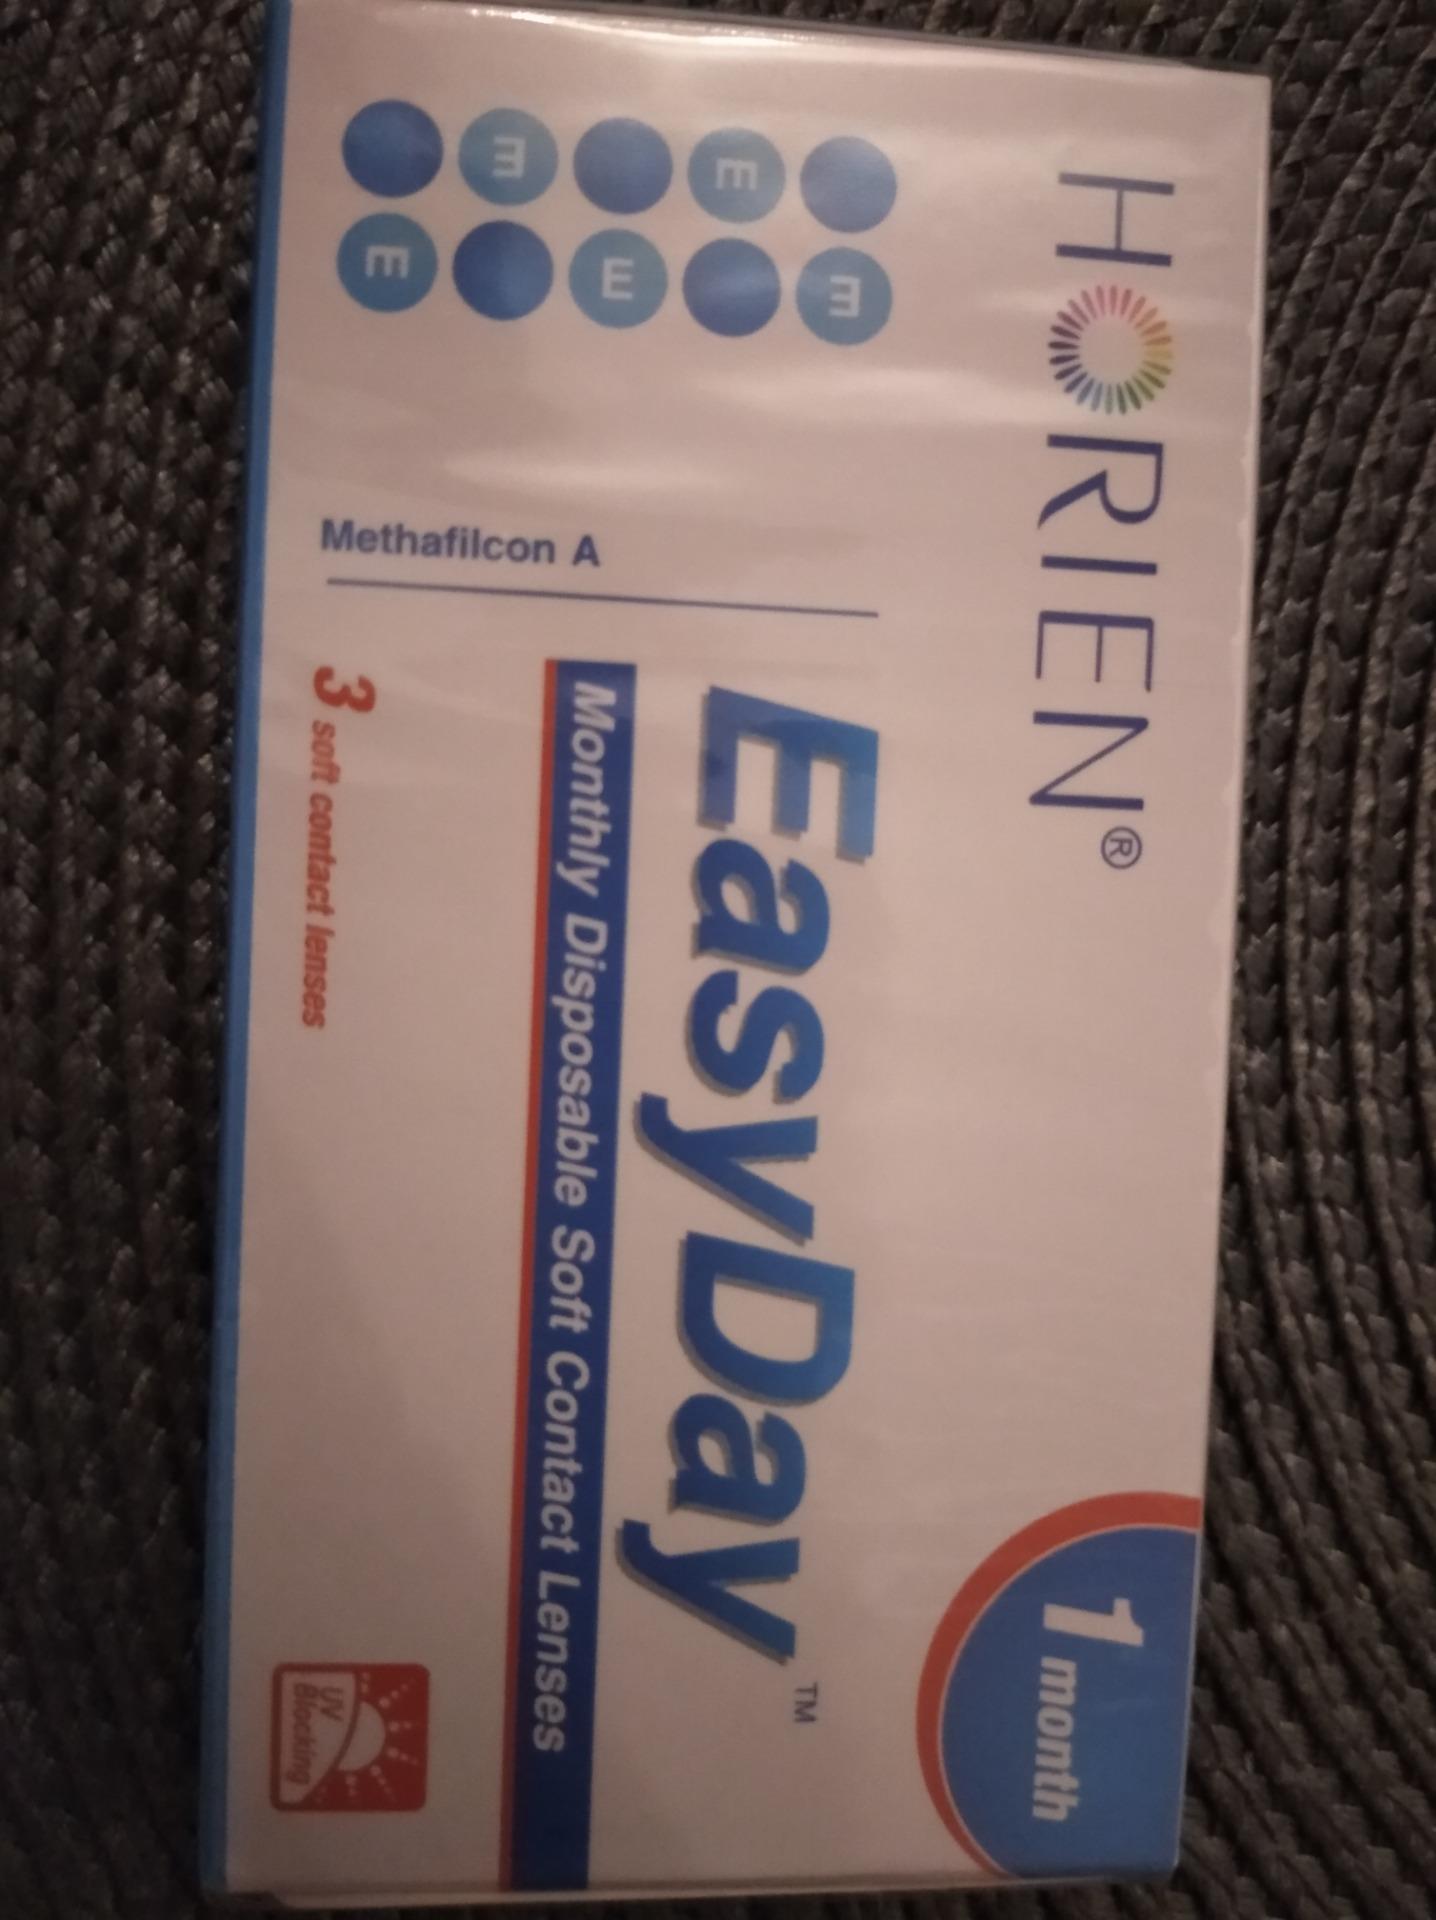 HORIEN®
1 month
EasyDay™
Monthly Disposable Soft Contact Lenses
Methafilcon A
3 soft contact lenses
UV
Blocking